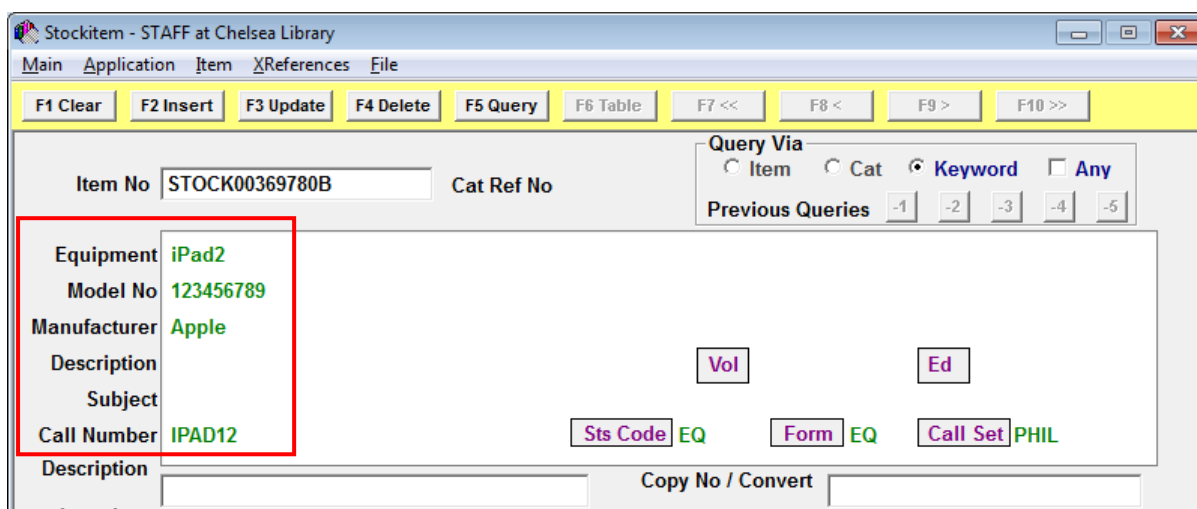 Stockitem - STAFF at Chelsea Library
Main Application Item XReferences File
F1 Clear F2 Insert F3 Update F4 Delete F5 Query F6 Table F7 << F8 < F9 > F10 >>
Query Via
Item Cat Keyword Any
Item No STOCK00369780B Cat Ref No
Previous Queries -1 -2 -3 -4 -5
Equipment iPad2
Model No 123456789
Manufacturer Apple
Description Vol Ed
Subject
Call Number IPAD12 Sts Code EQ Form EQ Call Set PHIL
Description
Copy No / Convert